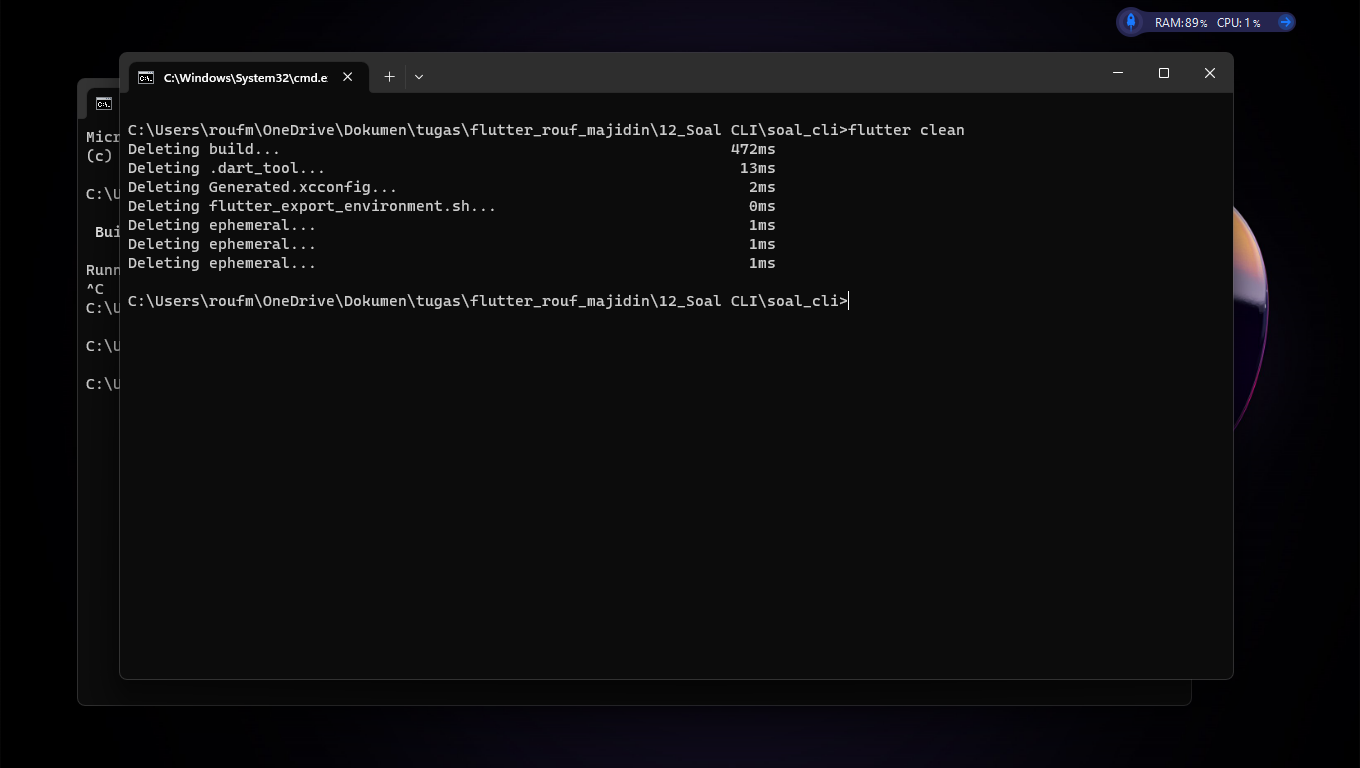 RAM:89% CPU: 1%
C:\Windows\System32\cmd.e
C:\Users\roufm\OneDrive\Dokumen\tugas\flutter_rouf_majidin\12_Soal CLI\soal_cli>flutter clean
Deleting build... 472ms
Deleting .dart_tool... 13ms
Deleting Generated.xcconfig... 2ms
Deleting flutter_export_environment.sh... 0ms
Deleting ephemeral... 1ms
Deleting ephemeral... 1ms
Deleting ephemeral... 1ms
C:\Users\roufm\OneDrive\Dokumen\tugas\flutter_rouf_majidin\12_Soal CLI\soal_cli>
Micr
(c)
C:\U
Bui
Runn
^C
C:\U
C:\U
C:\U